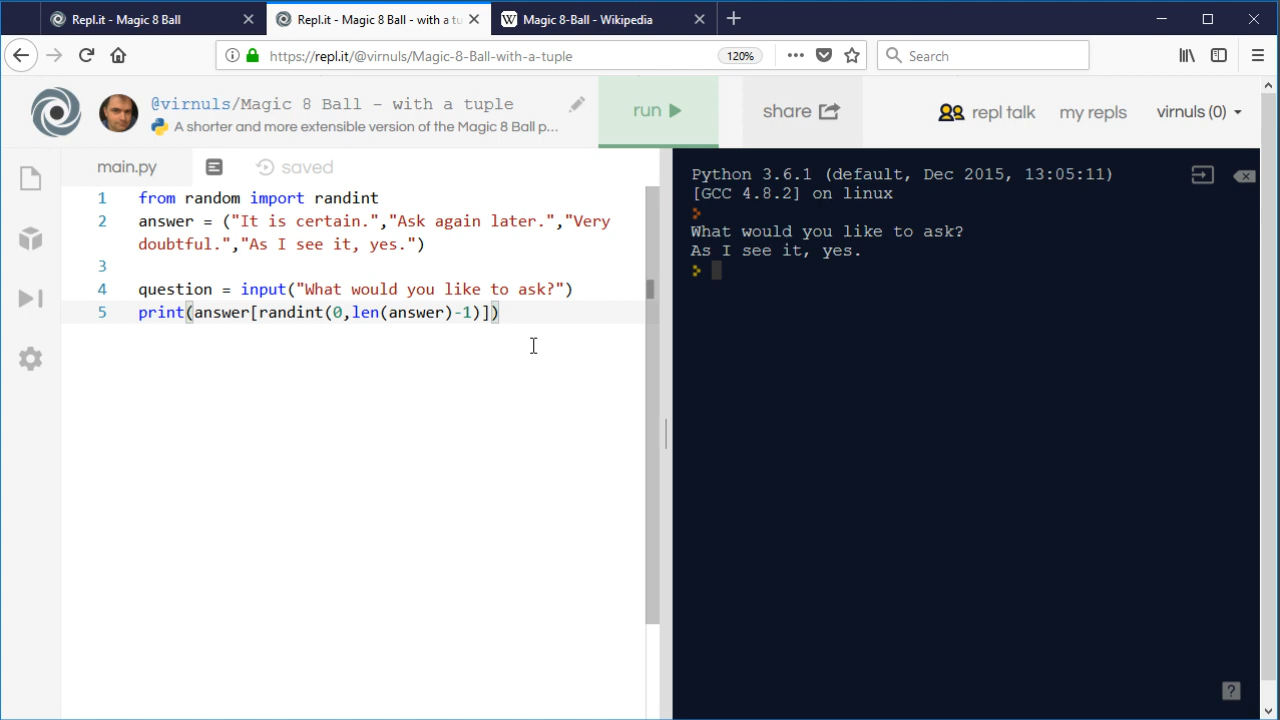 Repl.it - Magic 8 Ball
Repl.it - Magic 8 Ball - with a tu
Magic 8-Ball - Wikipedia
https://repl.it/@virnuls/Magic-8-Ball-with-a-tuple
120%
Search
@virnuls/Magic 8 Ball - with a tuple
A shorter and more extensible version of the Magic 8 Ball p...
run
share
repl talk
my repls
virnuls (0)
main.py
saved
1 from random import randint
2 answer = ("It is certain.","Ask again later.","Very
doubtful.","As I see it, yes.")
3
4 question = input("What would you like to ask?")
5 print(answer[randint(0,len(answer)-1)])
Python 3.6.1 (default, Dec 2015, 13:05:11)
[GCC 4.8.2] on linux
>
What would you like to ask?
As I see it, yes.
>
?